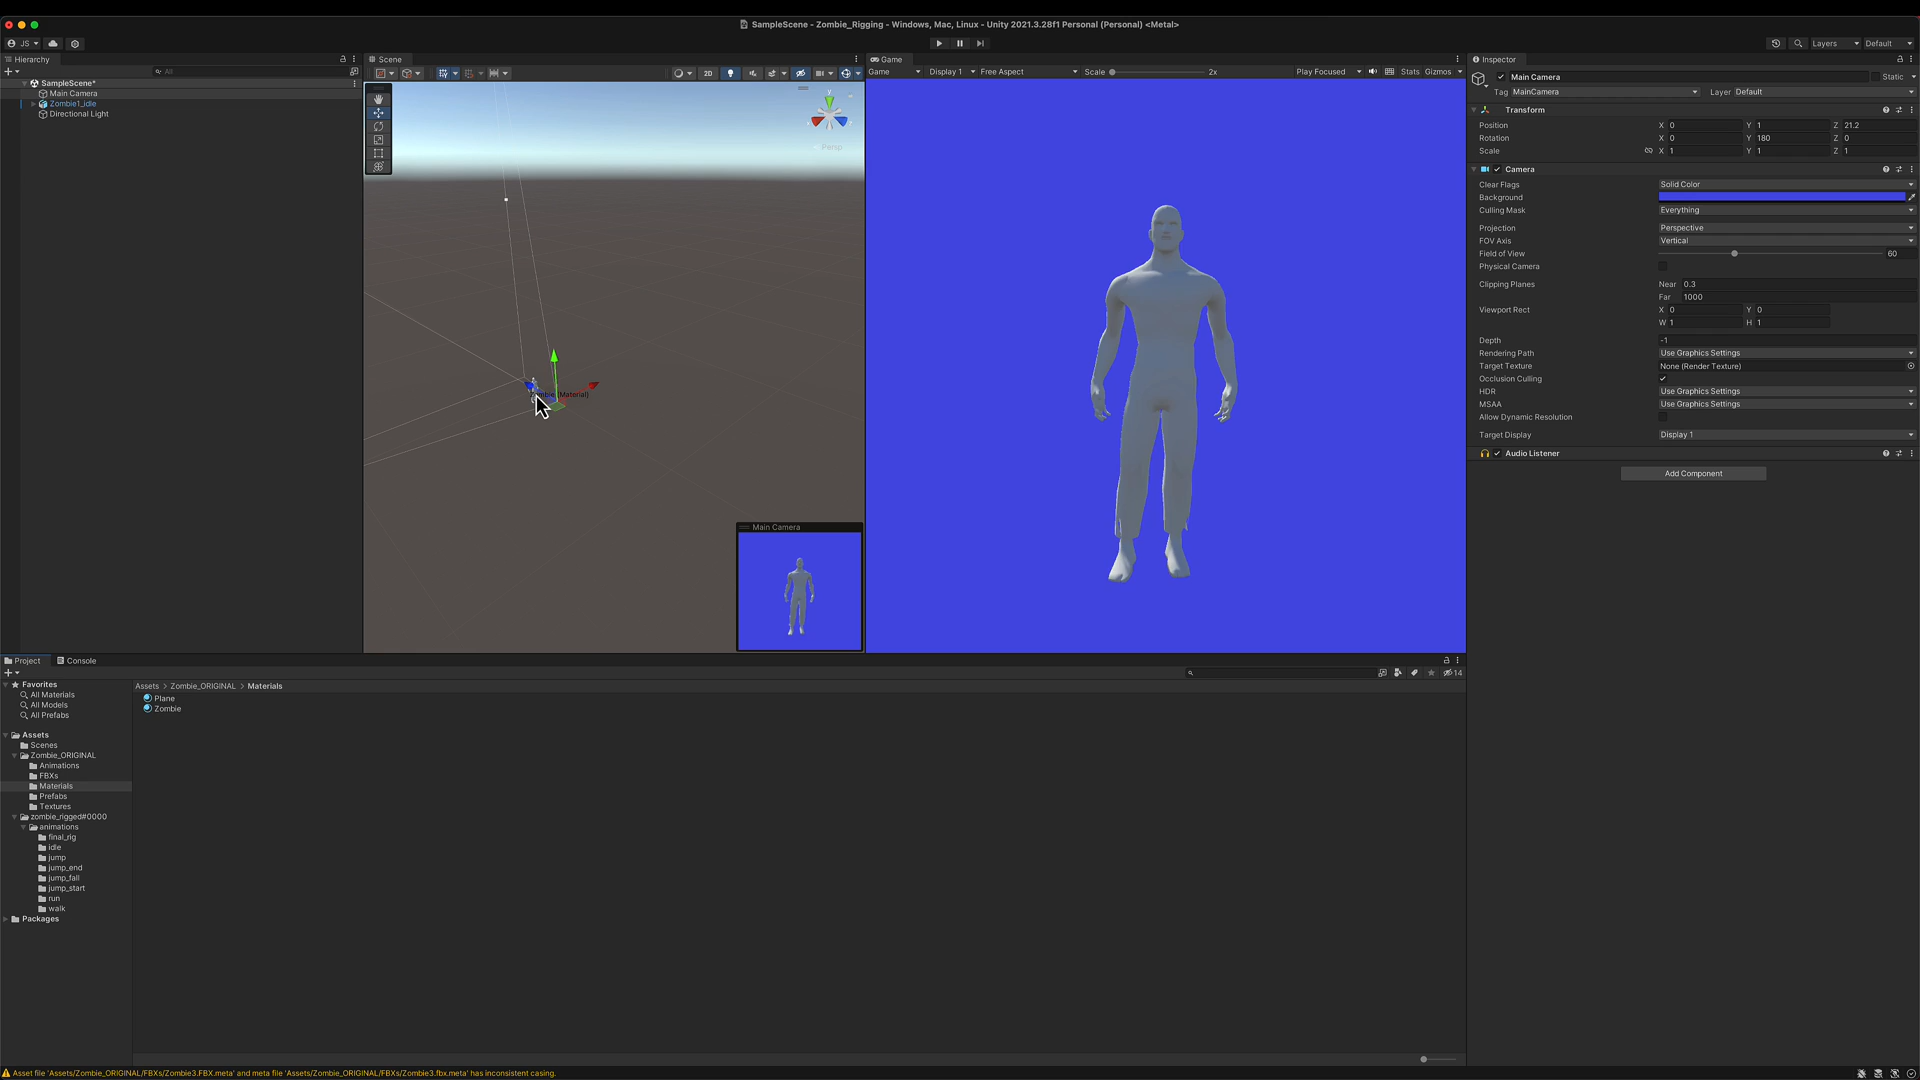 SampleScene - Zombie_Rigging - Windows, Mac, Linux - Unity 2021.3.28f1 Personal (Personal) <Metal>
JS
Layers
Default
Hierarchy
All
SampleScene*
Main Camera
Zombie1_idle
Directional Light
Scene
2D
y
Persp
Main Camera
Game
Game
Display 1
Free Aspect
Scale
2x
Play Focused
Stats
Gizmos
Inspector
Main Camera
Static
Tag
MainCamera
Layer
Default
Transform
Position
X 0
Y 1
Z 21.2
Rotation
X 0
Y 180
Z 0
Scale
X 1
Y 1
Z 1
Camera
Clear Flags
Solid Color
Background
Culling Mask
Everything
Projection
Perspective
FOV Axis
Vertical
Field of View
60
Physical Camera
Clipping Planes
Near 0.3
Far 1000
Viewport Rect
X 0
Y 0
W 1
H 1
Depth
-1
Rendering Path
Use Graphics Settings
Target Texture
None (Render Texture)
Occlusion Culling
HDR
Use Graphics Settings
MSAA
Use Graphics Settings
Allow Dynamic Resolution
Target Display
Display 1
Audio Listener
Add Component
Project
Console
14
Favorites
All Materials
All Models
All Prefabs
Assets
Scenes
Zombie_ORIGINAL
Animations
FBXs
Materials
Prefabs
Textures
zombie_rigged#0000
animations
final_rig
idle
jump
jump_end
jump_fall
jump_start
run
walk
Packages
Assets > Zombie_ORIGINAL > Materials
Plane
Zombie
Asset file 'Assets/Zombie_ORIGINAL/FBXs/Zombie3.FBX.meta' and meta file 'Assets/Zombie_ORIGINAL/FBXs/Zombie3.fbx.meta' has inconsistent casing.